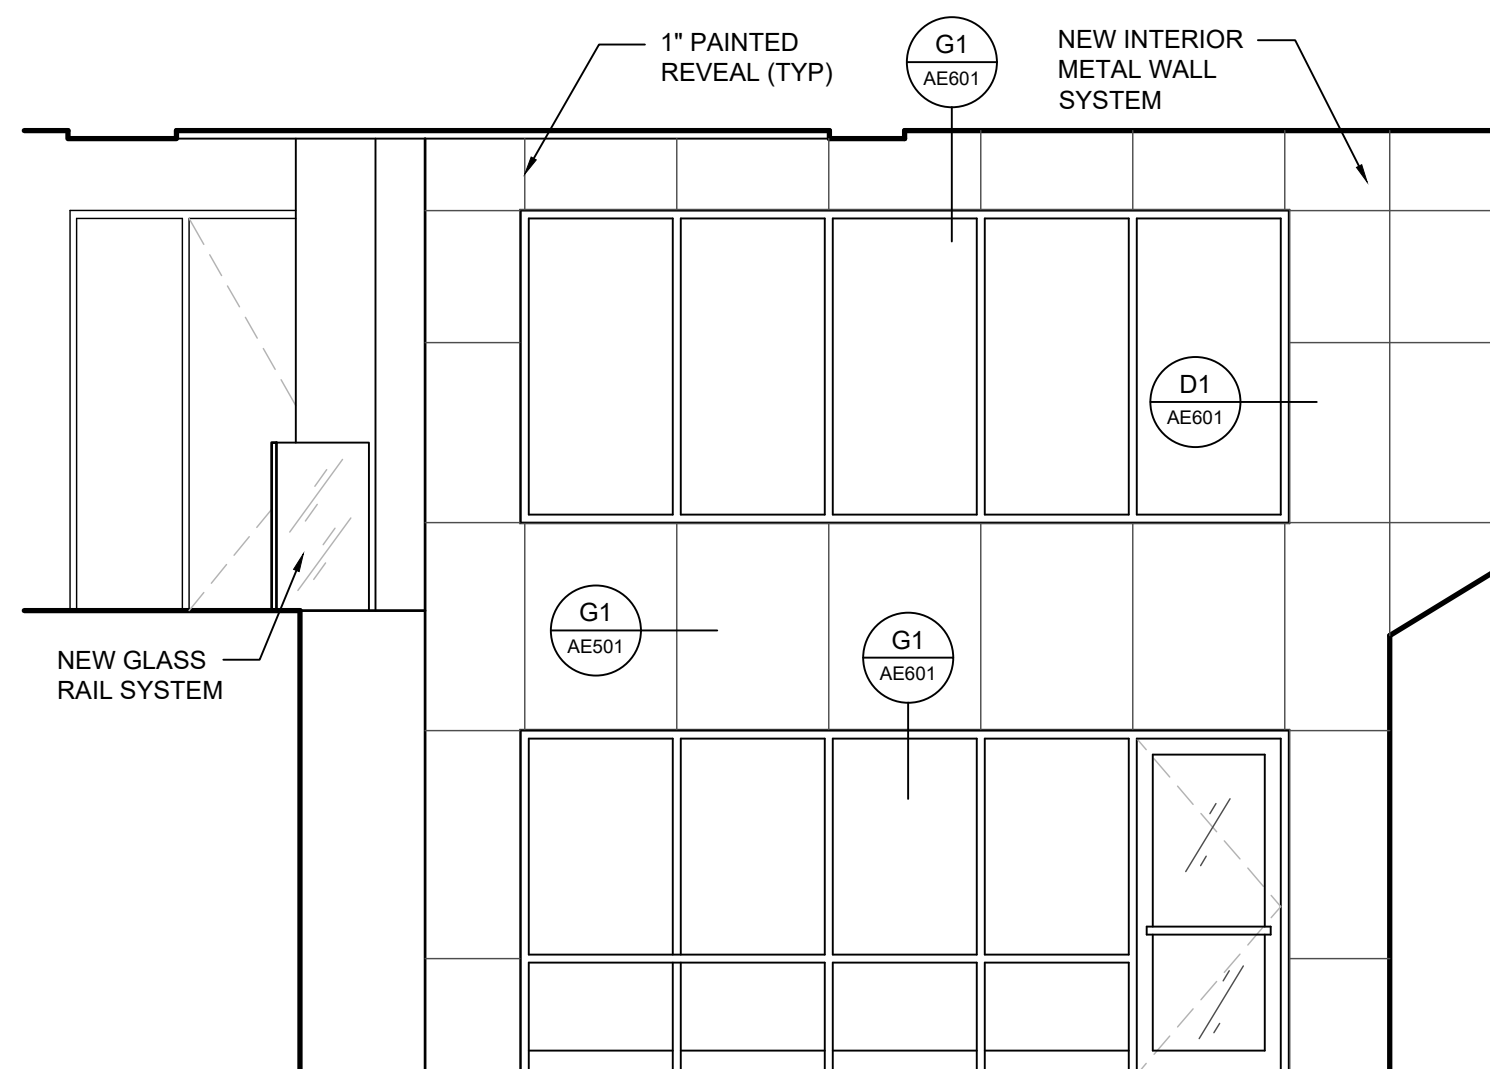 1" PAINTED
REVEAL (TYP)
G1
AE601
NEW INTERIOR
METAL WALL
SYSTEM
D1
AE601
G1
AE501
G1
AE601
NEW GLASS
RAIL SYSTEM